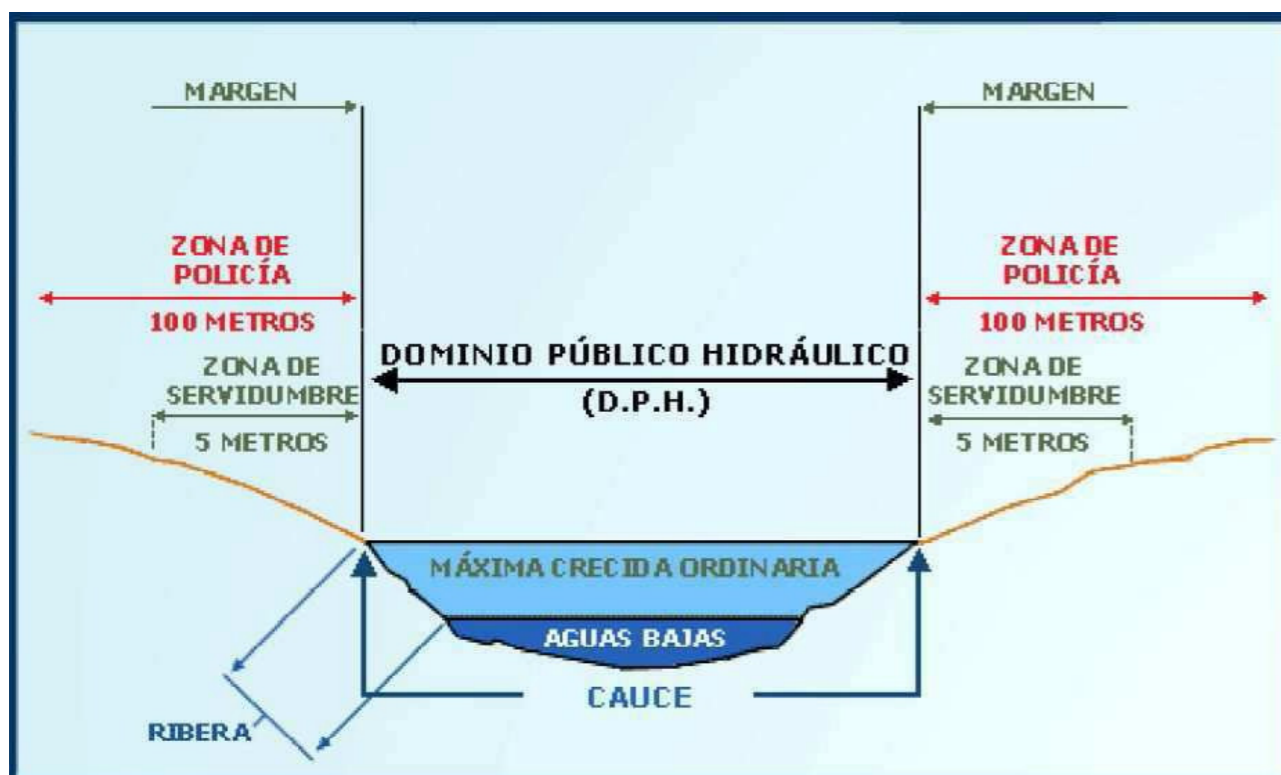 MARGEN
MARGEN
ZONA DE
POLICÍA
100 METROS
ZONA DE
POLICÍA
100 METROS
DOMINIO PÚBLICO HIDRÁULICO
(D.P.H.)
ZONA DE
SERVIDUMBRE
5 METROS
ZONA DE
SERVIDUMBRE
5 METROS
MÁXIMA CRECIDA ORDINARIA
AGUAS BAJAS
CAUCE
RIBERA